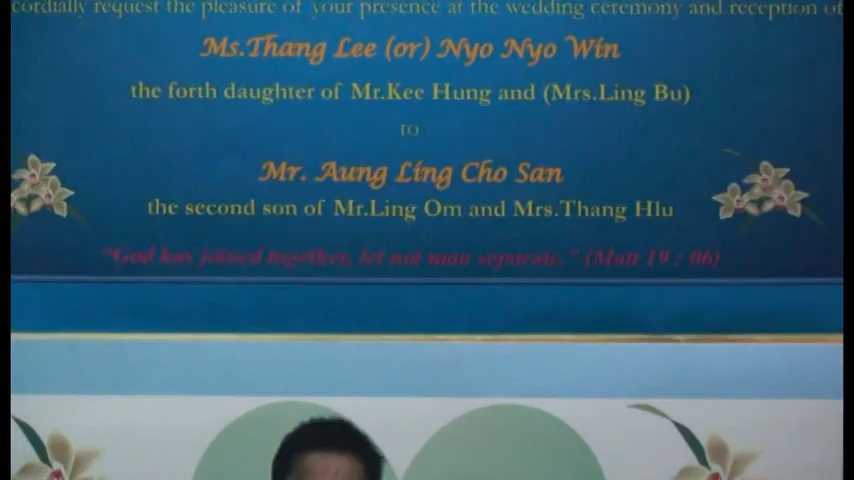 cordially request the pleasure of your presence at the wedding ceremony and reception of
Ms.Thang Lee (or) Nyo Nyo Win
the forth daughter of Mr.Kee Hung and (Mrs.Ling Bu)
to
Mr. Aung Ling Cho San
the second son of Mr.Ling Om and Mrs.Thang Hlu
"God has joined together, let not man separate." (Matt 19 : 06)